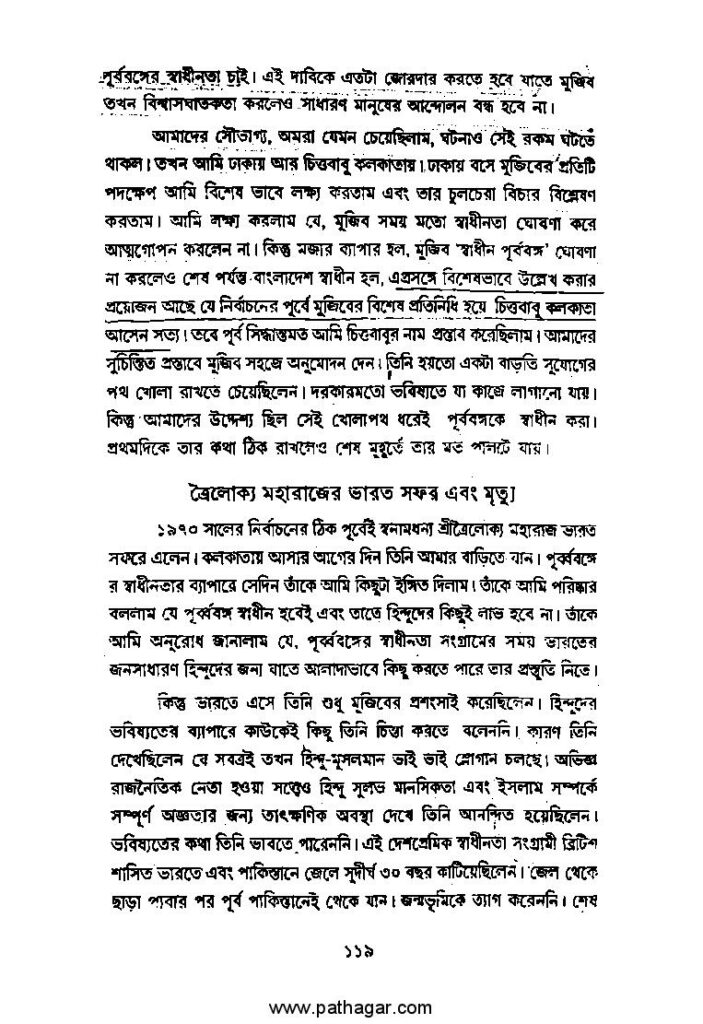 পূর্ববঙ্গের স্বাধীনতা চাই। এই দাবিকে এতটা জোরদার করতে হবে যাতে মুজিব
তখন বিশ্বাসঘাতকতা করলেও সাধারণ মানুষের আন্দোলন বন্ধ হবে না।
আমাদের সৌভাগ্য, অমরা যেমন চেয়েছিলাম, ঘটনাও সেই রকম ঘটতে
থাকল। তখন আমি ঢাকায় আর চিত্তবাবু কলকাতায়। ঢাকায় বসে মুজিবের প্রতিটি
পদক্ষেপ আমি বিশেষ ভাবে লক্ষ্য করতাম এবং তার চুলচেরা বিচার বিশ্লেষণ
করতাম। আমি লক্ষ্য করলাম যে, মুজিব সময় মতো স্বাধীনতা ঘোষণা করে
আত্মগোপন করলেন না। কিন্তু মজার ব্যাপার হল, মুজিব ‘স্বাধীন পূর্ববঙ্গ’ ঘোষণা
না করলেও শেষ পর্যন্ত বাংলাদেশ স্বাধীন হল, এপ্রসঙ্গে বিশেষভাবে উল্লেখ করার
প্রয়োজন আছে যে নির্বাচনের পূর্বে মুজিবের বিশেষ প্রতিনিধি হয়ে চিত্তবাবু কলকাতা
আসেন সত্য। তবে পূর্ব সিদ্ধান্তমত আমি চিত্তবাবুর নাম প্রস্তাব করেছিলাম। আমাদের
সুচিন্তিত প্রস্তাবে মুজিব সহজে অনুমোদন দেন। তিনি হয়তো একটা বাড়তি সুযোগের
পথ খোলা রাখতে চেয়েছিলেন। দরকারমতো ভবিষ্যতে যা কাজে লাগানো যায়।
কিন্তু আমাদের উদ্দেশ্য ছিল সেই খোলাপথ ধরেই পূর্ববঙ্গকে স্বাধীন করা।
প্রথমদিকে তার কথা ঠিক রাখলেও শেষ মুহূর্তে তার মত পালটে যায়।
ত্রৈলোক্য মহারাজের ভারত সফর এবং মৃত্যু
১৯৭০ সালের নির্বাচনের ঠিক পূর্বেই স্বনামধন্য শ্রীত্রৈলোক্য মহারাজ ভারত
সফরে এলেন। কলকাতায় আসার আগের দিন তিনি আমার বাড়িতে যান। পূর্ব্ববঙ্গে
র স্বাধীনতার ব্যাপারে সেদিন তাঁকে আমি কিছুটা ইঙ্গিত দিলাম। তাঁকে আমি পরিষ্কার
বললাম যে পূর্ব্ববঙ্গ স্বাধীন হবেই এবং তাতে হিন্দুদের কিছুই লাভ হবে না। তাঁকে
আমি অনুরোধ জানালাম যে, পূর্ব্ববঙ্গের স্বাধীনতা সংগ্রামের সময় ভারতের
জনসাধারণ হিন্দুদের জন্য যাতে আলাদাভাবে কিছু করতে পারে তার প্রস্তুতি নিতে।
কিন্তু ভারতে এসে তিনি শুধু মুজিবের প্রশংসাই করেছিলেন। হিন্দুদের
ভবিষ্যতের ব্যাপারে কাউকেই কিছু তিনি চিন্তা করতে বলেননি। কারণ তিনি
দেখেছিলেন যে সবত্রই তখন হিন্দু-মুসলমান ভাই ভাই স্লোগান চলছে। অভিজ্ঞ
রাজনৈতিক নেতা হওয়া সত্ত্বেও হিন্দু সুলভ মানসিকতা এবং ইসলাম সম্পর্কে
সম্পূর্ণ অজ্ঞতার জন্য তাৎক্ষণিক অবস্থা দেখে তিনি আনন্দিত হয়েছিলেন।
ভবিষ্যতের কথা তিনি ভাবতে পারেননি। এই দেশপ্রেমিক স্বাধীনতা সংগ্রামী ব্রিটিশ
শাসিত ভারতে এবং পাকিস্তানে জেলে সুদীর্ঘ ৩০ বছর কাটিয়েছিলেন। জেল থেকে
ছাড়া পাবার পর পূর্ব পাকিস্তানেই থেকে যান। জন্মভূমিকে ত্যাগ করেননি। শেষ
১১৯
www.pathagar.com